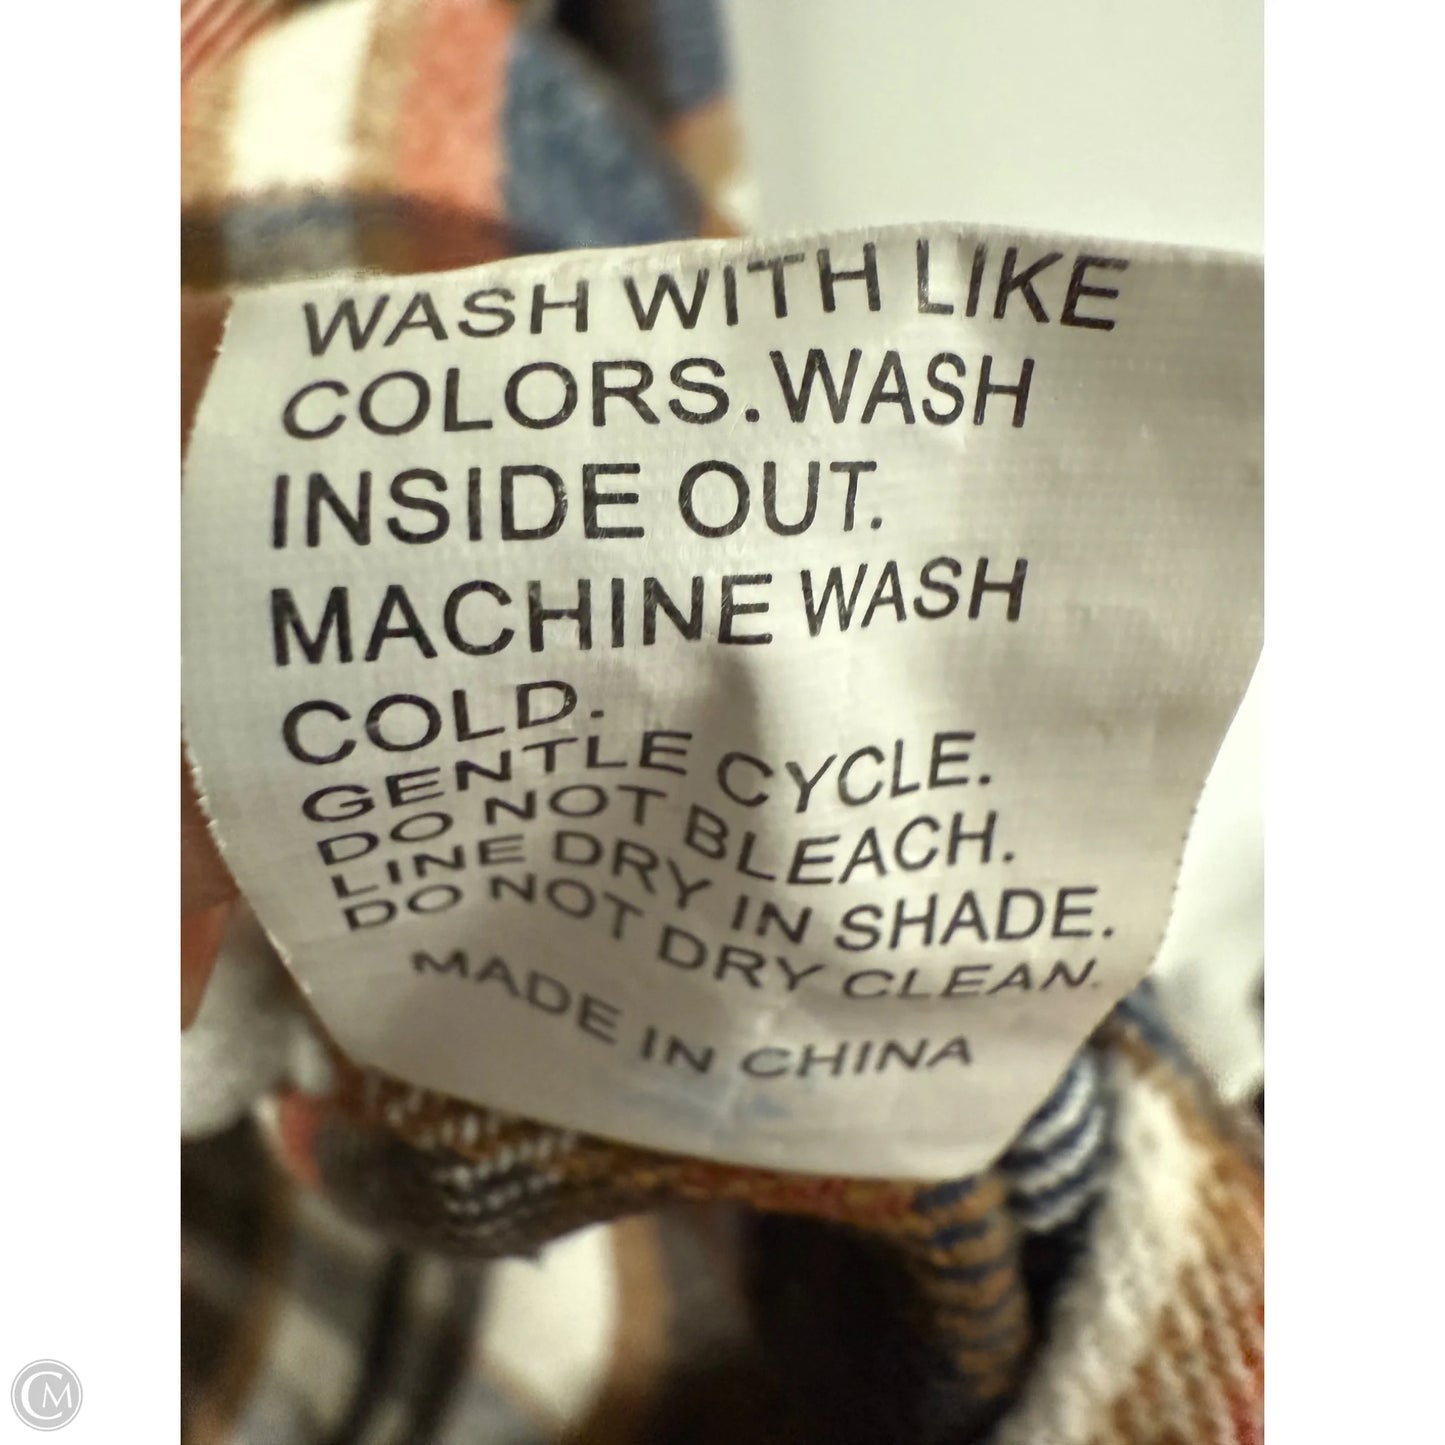 WASH WITH LIKE
COLORS. WASH
INSIDE OUT.
MACHINE WASH
COLD.
GENTLE CYCLE.
DO NOT BLEACH.
LINE DRY IN SHADE.
DO NOT DRY CLEAN.
MADE IN CHINA
CM